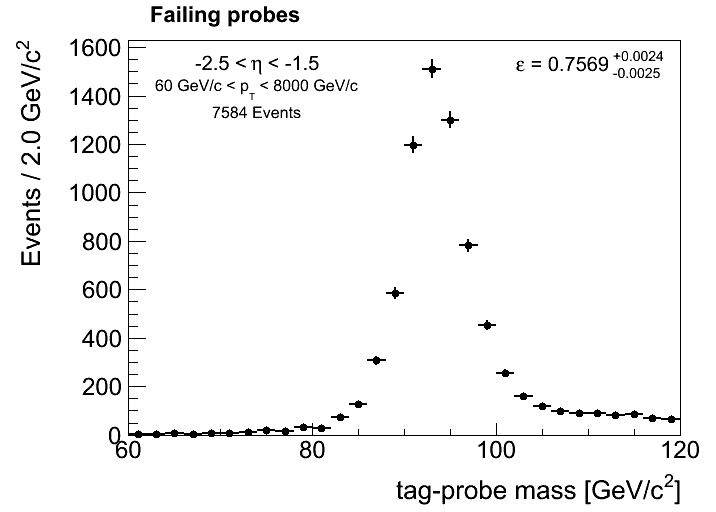 Failing probes
-2.5 < η < -1.5
60 GeV/c < p_T < 8000 GeV/c
7584 Events
ε = 0.7569 +0.0024 -0.0025
Events / 2.0 GeV/c²
1600
1400
1200
1000
800
600
400
200
0
60 80 100 120
tag-probe mass [GeV/c²]